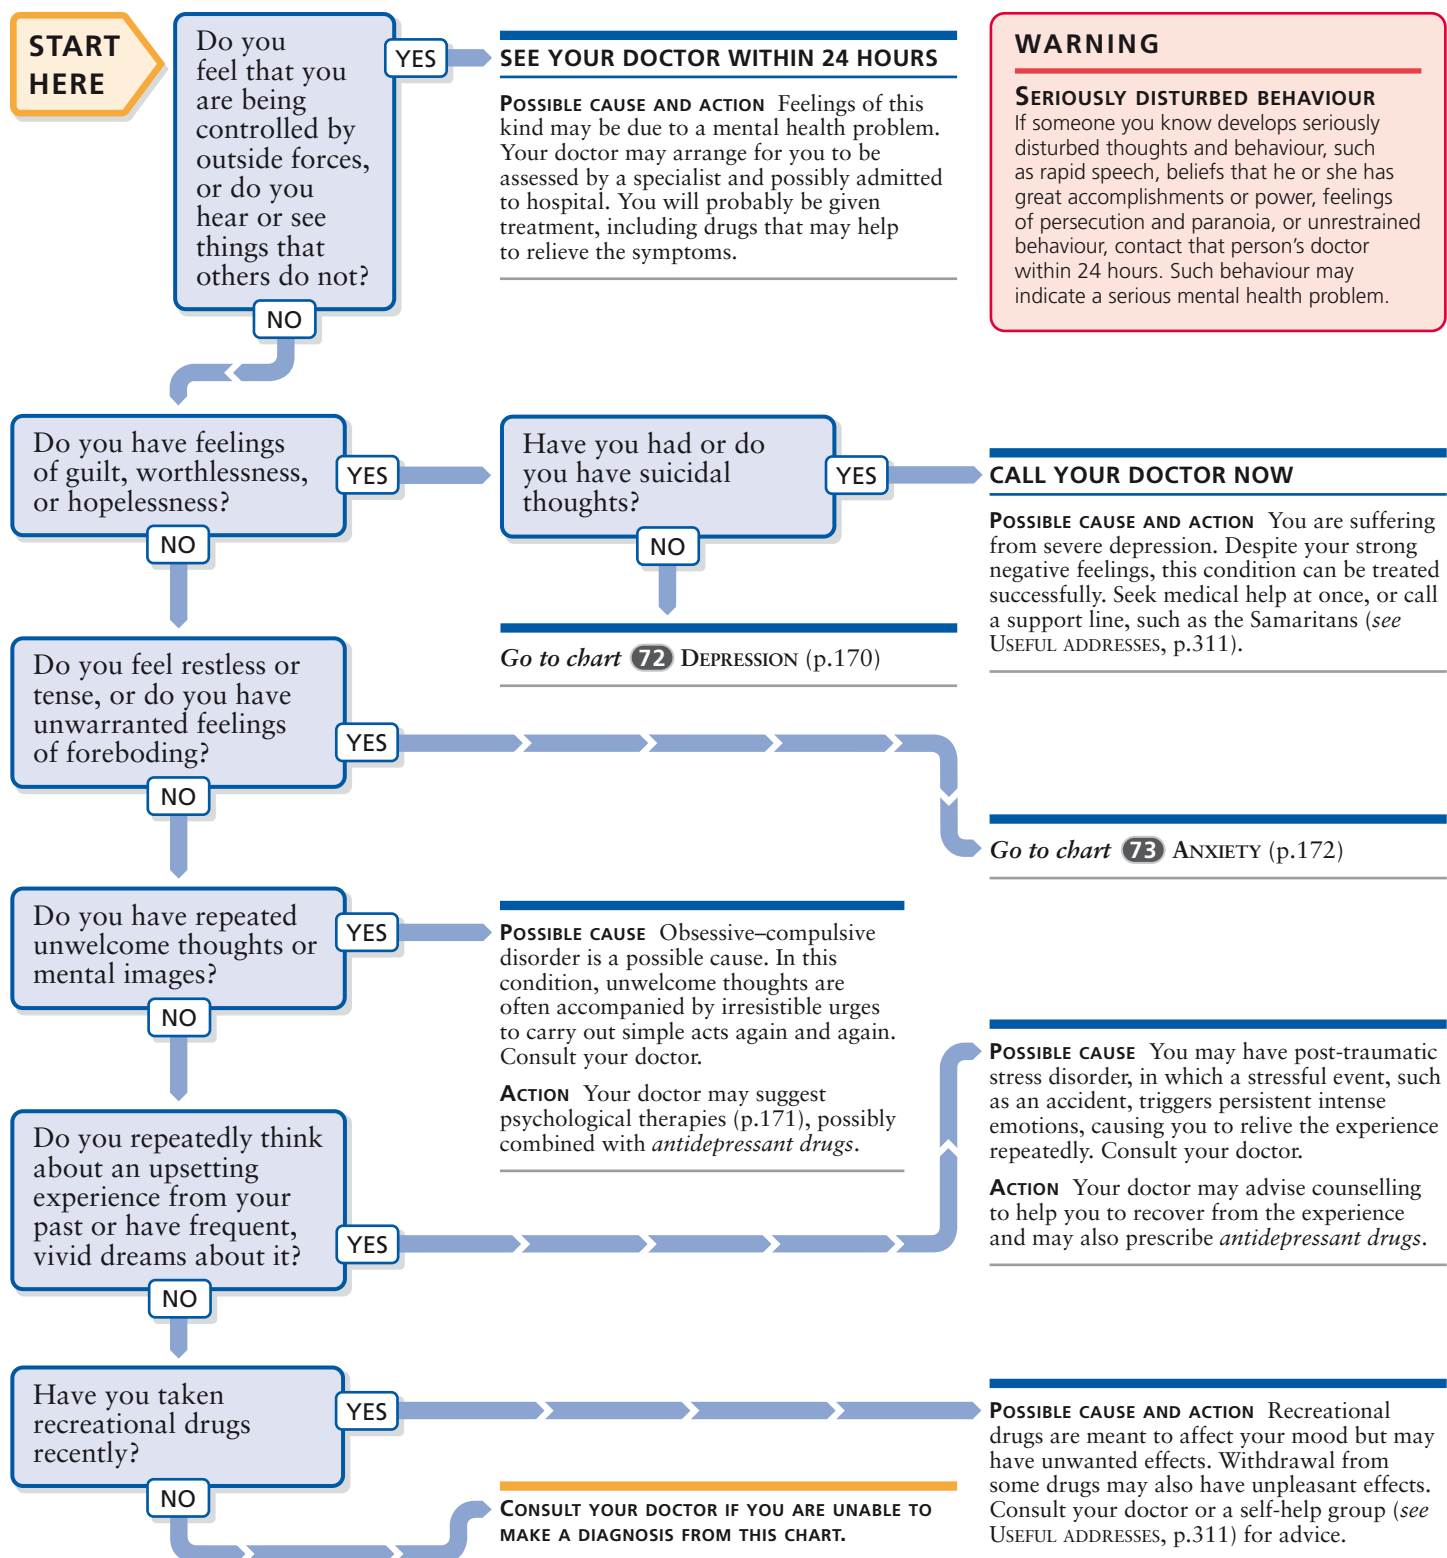 START
HERE
Do you
feel that you
are being
controlled by
outside forces,
or do you
hear or see
things that
others do not?
YES
NO
SEE YOUR DOCTOR WITHIN 24 HOURS
POSSIBLE CAUSE AND ACTION Feelings of this
kind may be due to a mental health problem.
Your doctor may arrange for you to be
assessed by a specialist and possibly admitted
to hospital. You will probably be given
treatment, including drugs that may help
to relieve the symptoms.
WARNING
SERIOUSLY DISTURBED BEHAVIOUR
If someone you know develops seriously
disturbed thoughts and behaviour, such
as rapid speech, beliefs that he or she has
great accomplishments or power, feelings
of persecution and paranoia, or unrestrained
behaviour, contact that person's doctor
within 24 hours. Such behaviour may
indicate a serious mental health problem.
Do you have feelings
of guilt, worthlessness,
or hopelessness?
YES
NO
Have you had or do
you have suicidal
thoughts?
YES
NO
CALL YOUR DOCTOR NOW
POSSIBLE CAUSE AND ACTION You are suffering
from severe depression. Despite your strong
negative feelings, this condition can be treated
successfully. Seek medical help at once, or call
a support line, such as the Samaritans (see
USEFUL ADDRESSES, p.311).
Go to chart 72 DEPRESSION (p.170)
Do you feel restless or
tense, or do you have
unwarranted feelings
of foreboding?
YES
NO
Go to chart 73 ANXIETY (p.172)
Do you have repeated
unwelcome thoughts or
mental images?
YES
NO
POSSIBLE CAUSE Obsessive–compulsive
disorder is a possible cause. In this
condition, unwelcome thoughts are
often accompanied by irresistible urges
to carry out simple acts again and again.
Consult your doctor.
ACTION Your doctor may suggest
psychological therapies (p.171), possibly
combined with antidepressant drugs.
Do you repeatedly think
about an upsetting
experience from your
past or have frequent,
vivid dreams about it?
YES
NO
POSSIBLE CAUSE You may have post-traumatic
stress disorder, in which a stressful event, such
as an accident, triggers persistent intense
emotions, causing you to relive the experience
repeatedly. Consult your doctor.
ACTION Your doctor may advise counselling
to help you to recover from the experience
and may also prescribe antidepressant drugs.
Have you taken
recreational drugs
recently?
YES
NO
POSSIBLE CAUSE AND ACTION Recreational
drugs are meant to affect your mood but may
have unwanted effects. Withdrawal from
some drugs may also have unpleasant effects.
Consult your doctor or a self-help group (see
USEFUL ADDRESSES, p.311) for advice.
CONSULT YOUR DOCTOR IF YOU ARE UNABLE TO
MAKE A DIAGNOSIS FROM THIS CHART.